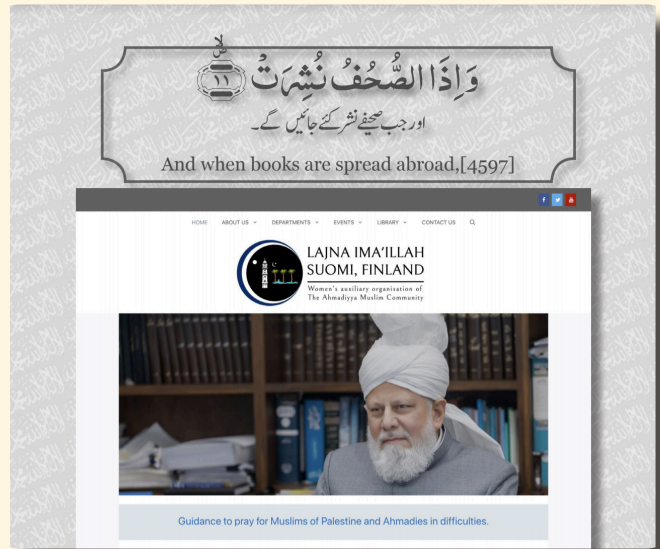 وَاِذَا الصُّحُفُ نُشِرَتْ ۙ ﴿۱۱﴾
اور جب صحیفے نشر کئے جائیں گے۔
And when books are spread abroad,[4597]
HOME ABOUT US DEPARTMENTS EVENTS LIBRARY CONTACT US
LAJNA IMA'ILLAH
SUOMI, FINLAND
Women's auxiliary organisation of
The Ahmadiyya Muslim Community
Guidance to pray for Muslims of Palestine and Ahmadies in difficulties.